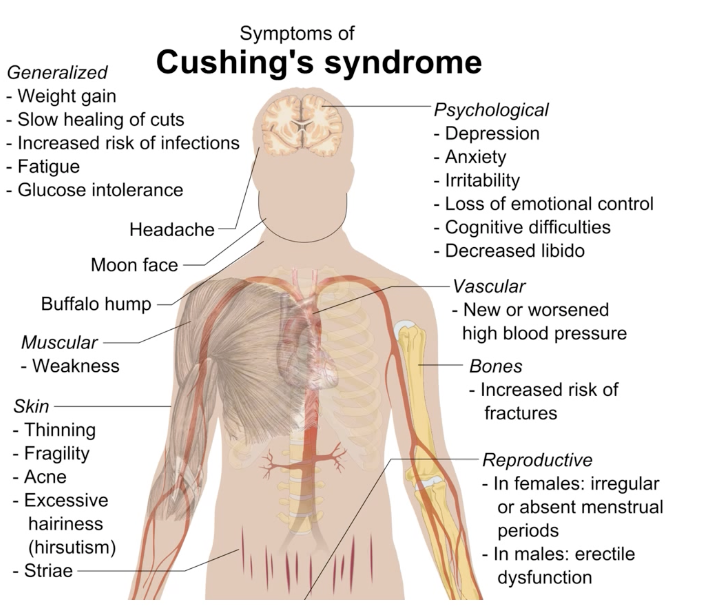 Symptoms of
Cushing's syndrome
Generalized
- Weight gain
- Slow healing of cuts
- Increased risk of infections
- Fatigue
- Glucose intolerance
Headache
Moon face
Buffalo hump
Muscular
- Weakness
Skin
- Thinning
- Fragility
- Acne
- Excessive
hairiness
(hirsutism)
- Striae
Psychological
- Depression
- Anxiety
- Irritability
- Loss of emotional control
- Cognitive difficulties
- Decreased libido
Vascular
- New or worsened
high blood pressure
Bones
- Increased risk of
fractures
Reproductive
- In females: irregular
or absent menstrual
periods
- In males: erectile
dysfunction